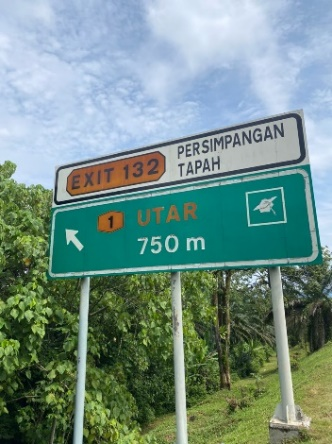 EXIT 132
PERSIMPANGAN
TAPAH
1 UTAR
750 m